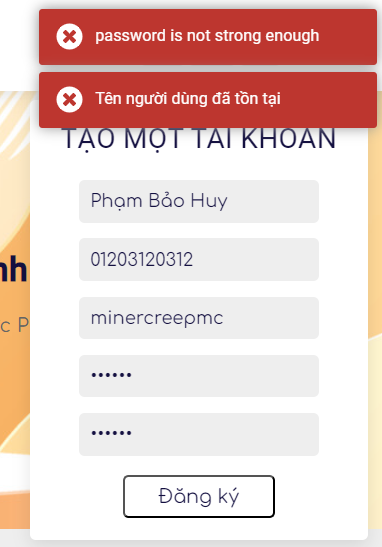 password is not strong enough
Tên người dùng đã tồn tại
TẠO MỘT TÀI KHOẢN
Phạm Bảo Huy
nh
01203120312
c P
minercreepmc
••••••
••••••
Đăng ký